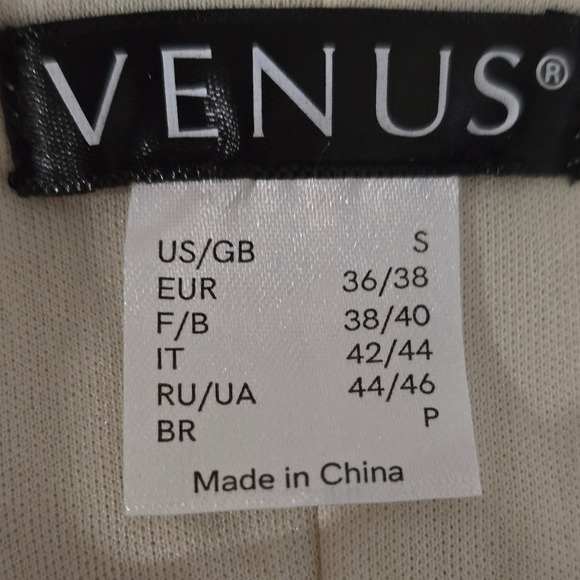 VENUS®
US/GB S
EUR 36/38
F/B 38/40
IT 42/44
RU/UA 44/46
BR P
Made in China